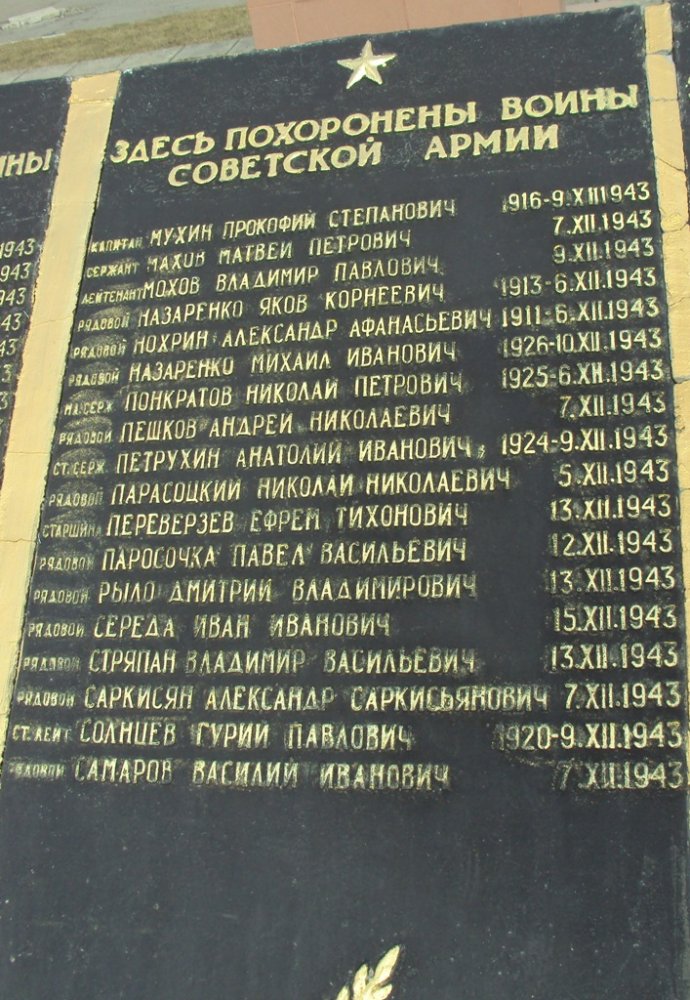 ЗДЕСЬ ПОХОРОНЕНЫ ВОИНЫ
СОВЕТСКОЙ АРМИИ
КАПИТАН МУХИН ПРОКОФИЙ СТЕПАНОВИЧ 1916-9.XIII1943
СЕРЖАНТ МАХОВ МАТВЕЙ ПЕТРОВИЧ 7.XII.1943
ЛЕЙТЕНАНТ МОХОВ ВЛАДИМИР ПАВЛОВИЧ 9.XII.1943
РЯДОВОЙ НАЗАРЕНКО ЯКОВ КОРНЕЕВИЧ 1913-6.XII.1943
РЯДОВОЙ НОХРИН АЛЕКСАНДР АФАНАСЬЕВИЧ 1911-6.XII.1943
РЯДОВОЙ НАЗАРЕНКО МИХАИЛ ИВАНОВИЧ 1926-10.XII.1943
МЛ.СЕРЖ ПОНКРАТОВ НИКОЛАЙ ПЕТРОВИЧ 1925-6.XII.1943
РЯДОВОЙ ПЕШКОВ АНДРЕЙ НИКОЛАЕВИЧ 7.XII.1943
СТ.СЕРЖ. ПЕТРУХИН АНАТОЛИЙ ИВАНОВИЧ 1924-9.XII.1943
РЯДОВОЙ ПАРАСОЦКИЙ НИКОЛАЙ НИКОЛАЕВИЧ 5.XII.1943
СТАРШИНА ПЕРЕВЕРЗЕВ ЕФРЕМ ТИХОНОВИЧ 13.XII.1943
РЯДОВОЙ ПАРОСОЧКА ПАВЕЛ ВАСИЛЬЕВИЧ 12.XII.1943
РЯДОВОЙ РЫЛО ДМИТРИЙ ВЛАДИМИРОВИЧ 13.XII.1943
РЯДОВОЙ СЕРЕДА ИВАН ИВАНОВИЧ 15.XII.1943
РЯДОВОЙ СТРЯПАН ВЛАДИМИР ВАСИЛЬЕВИЧ 13.XII.1943
РЯДОВОЙ САРКИСЯН АЛЕКСАНДР САРКИСЬЯНОВИЧ 7.XII.1943
СТ.ЛЕЙТ СОЛНЦЕВ ГУРИЙ ПАВЛОВИЧ 1920-9.XII.1943
РЯДОВОЙ САМАРОВ ВАСИЛИЙ ИВАНОВИЧ 7.XII.1943